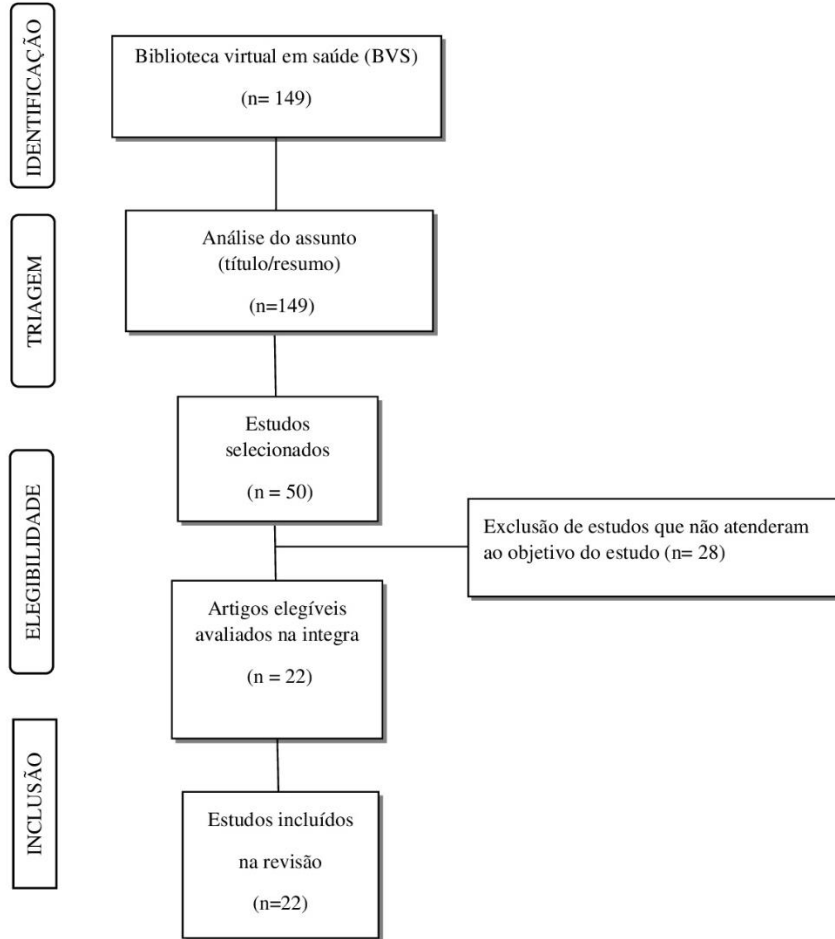 IDENTIFICAÇÃO
Biblioteca virtual em saúde (BVS)
(n= 149)
TRIAGEM
Análise do assunto
(título/resumo)
(n=149)
ELEGIBILIDADE
Estudos
selecionados
(n = 50)
Exclusão de estudos que não atenderam
ao objetivo do estudo (n= 28)
Artigos elegíveis
avaliados na integra
(n = 22)
INCLUSÃO
Estudos incluídos
na revisão
(n=22)